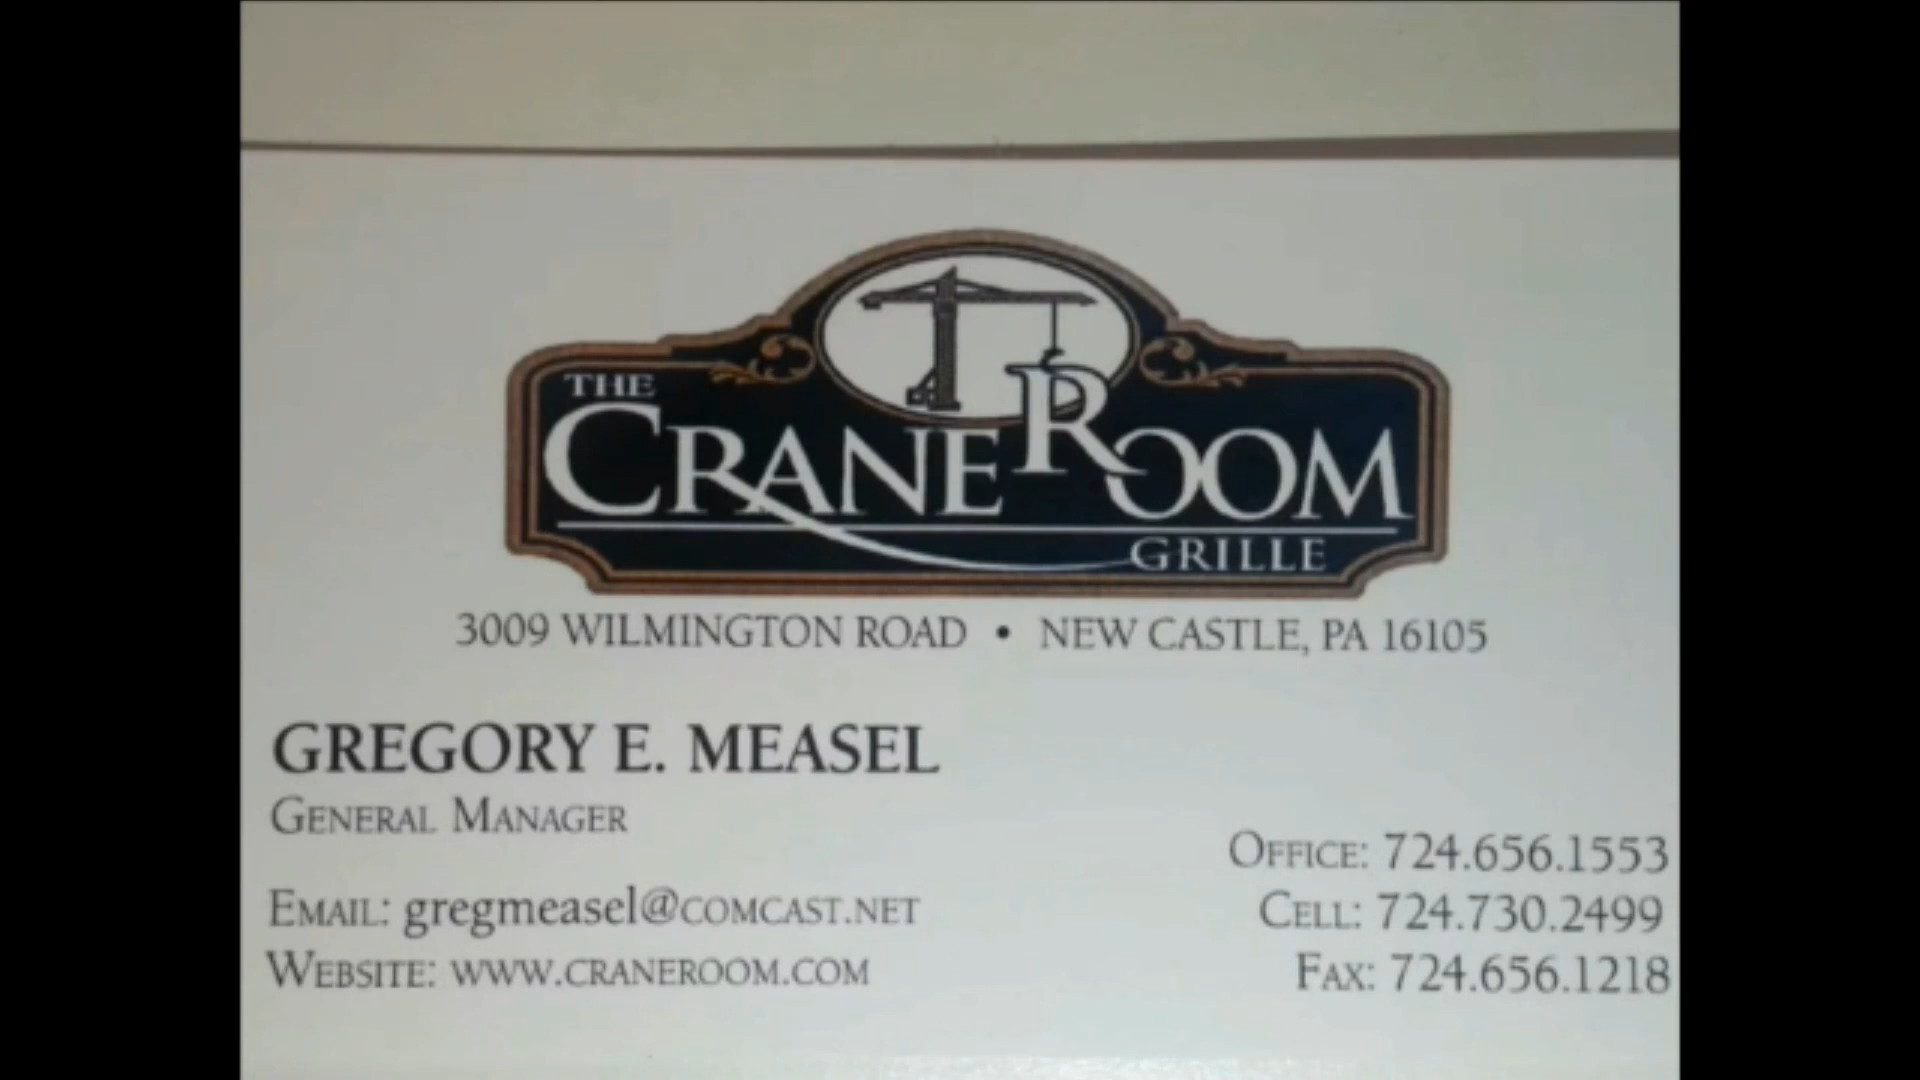 THE
CRANE ROOM
GRILLE
3009 WILMINGTON ROAD • NEW CASTLE, PA 16105
GREGORY E. MEASEL
GENERAL MANAGER
EMAIL: gregmeasel@COMCAST.NET
WEBSITE: WWW.CRANEROOM.COM
OFFICE: 724.656.1553
CELL: 724.730.2499
FAX: 724.656.1218